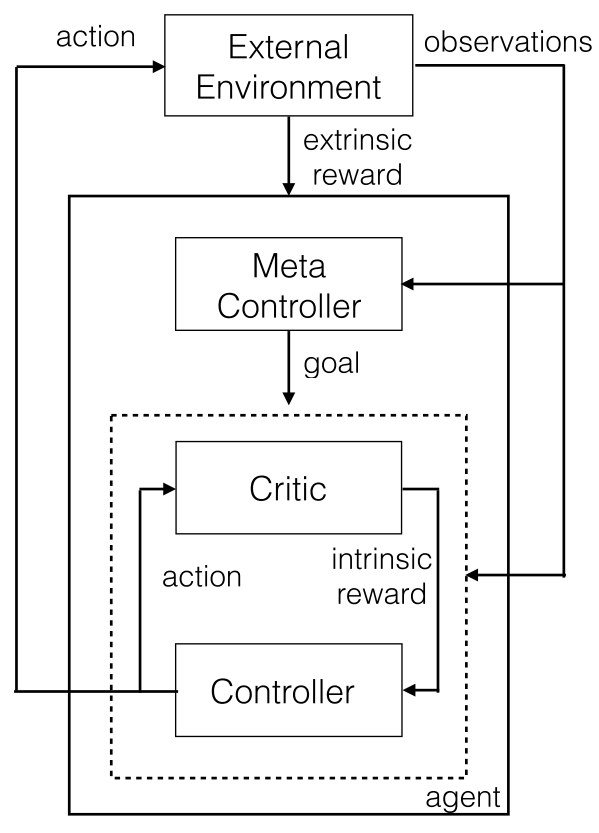 action
External
Environment
observations
extrinsic
reward
Meta
Controller
goal
Critic
action
intrinsic
reward
Controller
agent